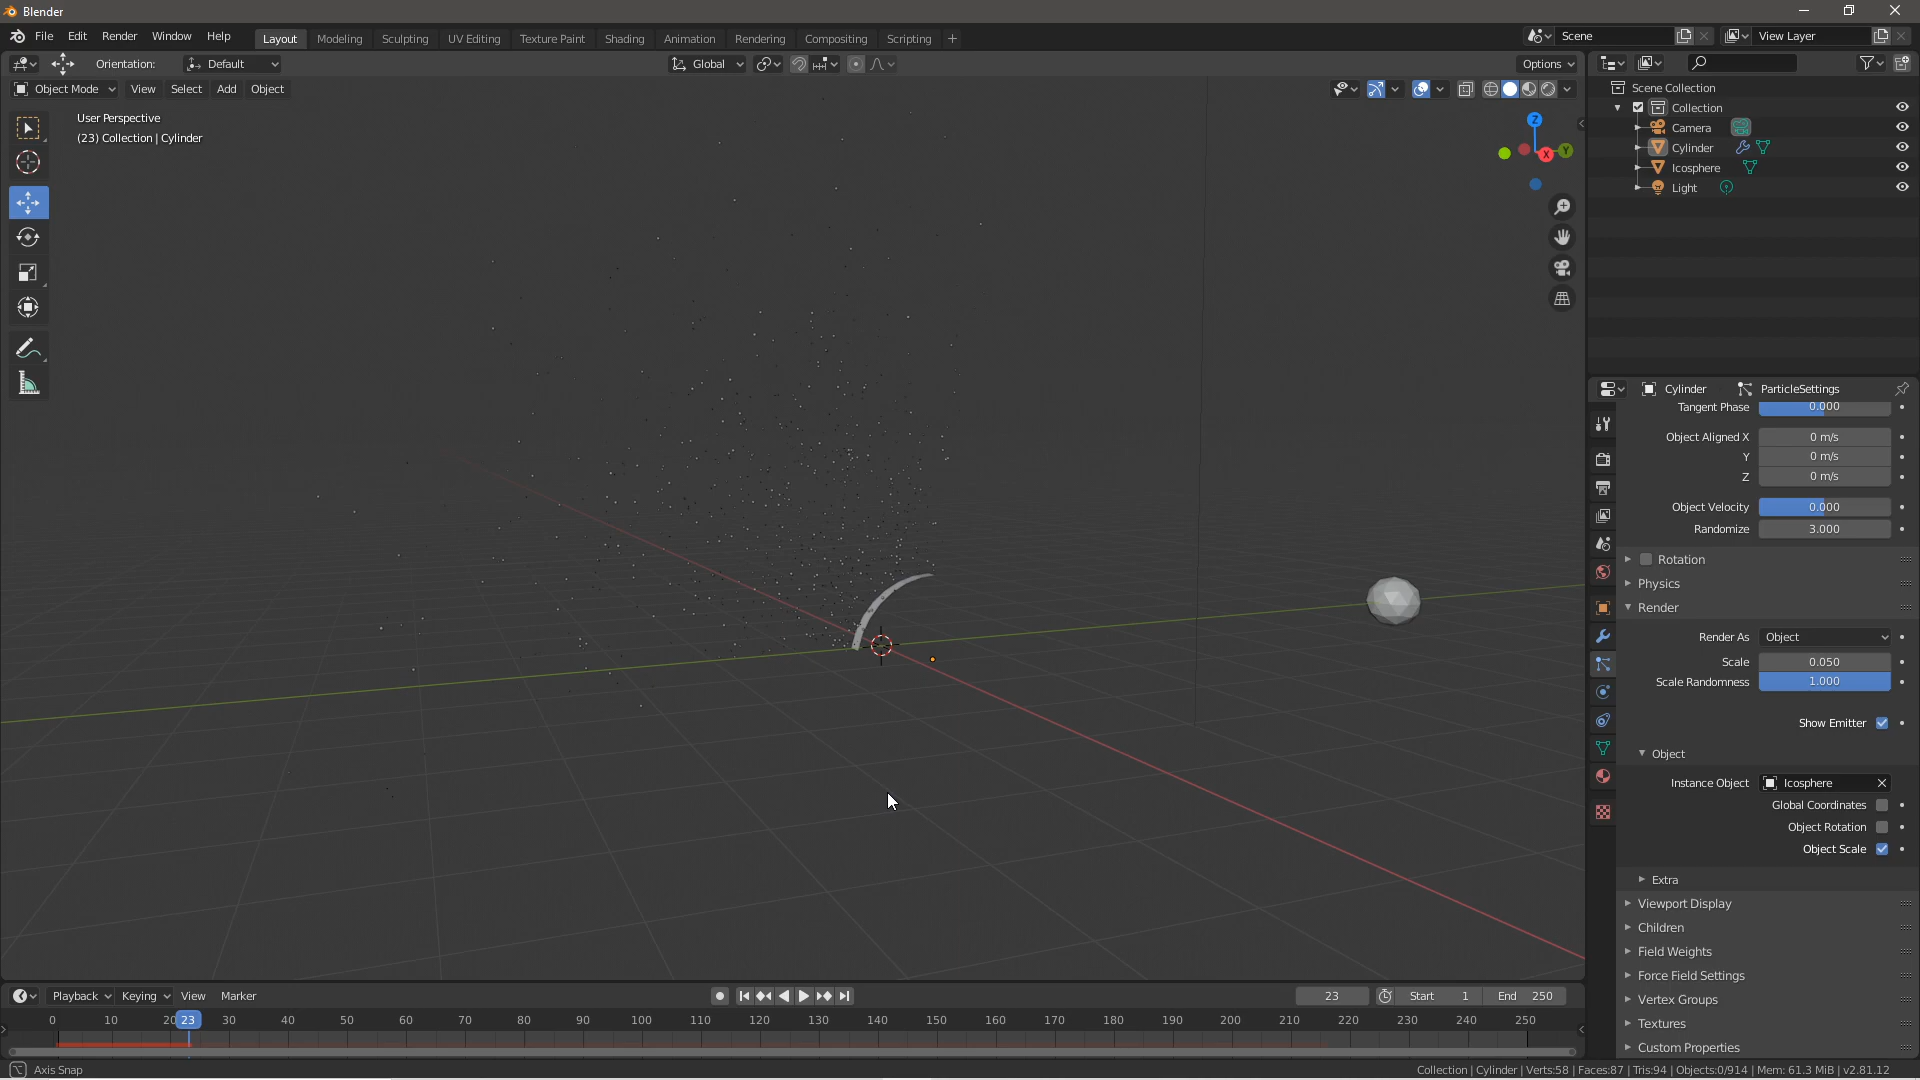 Blender
File Edit Render Window Help Layout Modeling Sculpting UV Editing Texture Paint Shading Animation Rendering Compositing Scripting + Scene View Layer
Orientation: Default Global Options
Object Mode View Select Add Object
User Perspective
(23) Collection | Cylinder
Z
X
Y
Scene Collection
Collection
Camera
Cylinder
Icosphere
Light
Cylinder ParticleSettings
Tangent Phase 0.000
Object Aligned X 0 m/s
Y 0 m/s
Z 0 m/s
Object Velocity 0.000
Randomize 3.000
Rotation
Physics
Render
Render As Object
Scale 0.050
Scale Randomness 1.000
Show Emitter
Object
Instance Object Icosphere
Global Coordinates
Object Rotation
Object Scale
Extra
Viewport Display
Children
Field Weights
Force Field Settings
Vertex Groups
Textures
Custom Properties
Playback Keying View Marker 23 Start 1 End 250
0 10 20 23 30 40 50 60 70 80 90 100 110 120 130 140 150 160 170 180 190 200 210 220 230 240 250
Axis Snap Collection | Cylinder | Verts:58 | Faces:87 | Tris:94 | Objects:0/914 | Mem: 61.3 MiB | v2.81.12